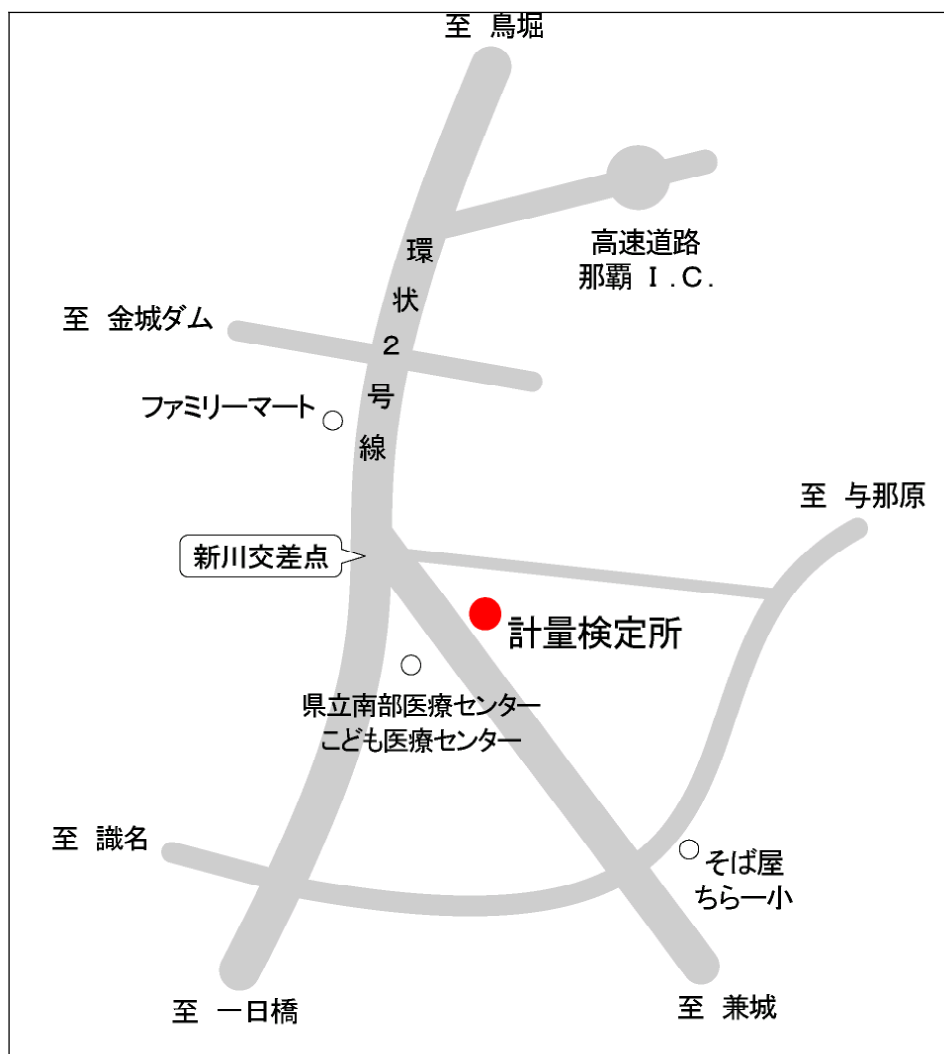 至　鳥堀
高速道路
那覇 Ｉ.Ｃ.
環状２号線
至　金城ダム
ファミリーマート
至　与那原
新川交差点
計量検定所
県立南部医療センター
こども医療センター
至　識名
そば屋
ちらー小
至　一日橋
至　兼城